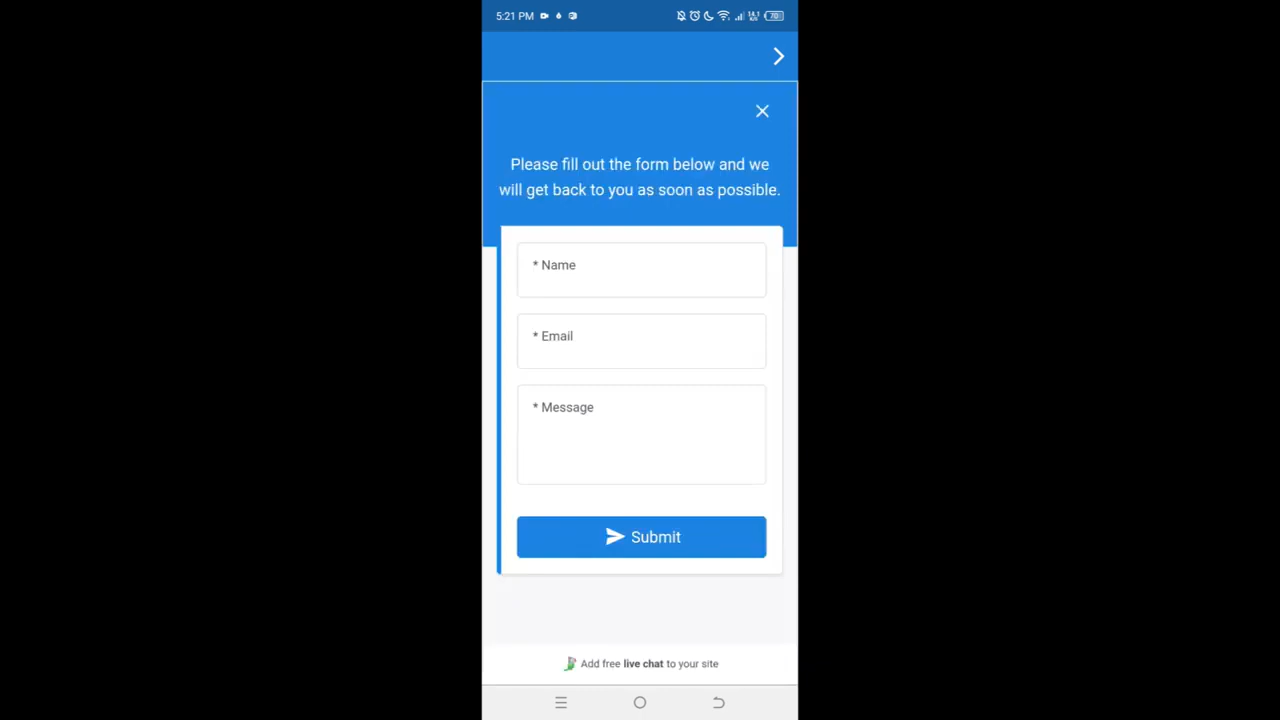 5:21 PM
70
Please fill out the form below and we
will get back to you as soon as possible.
* Name
* Email
* Message
Submit
Add free live chat to your site